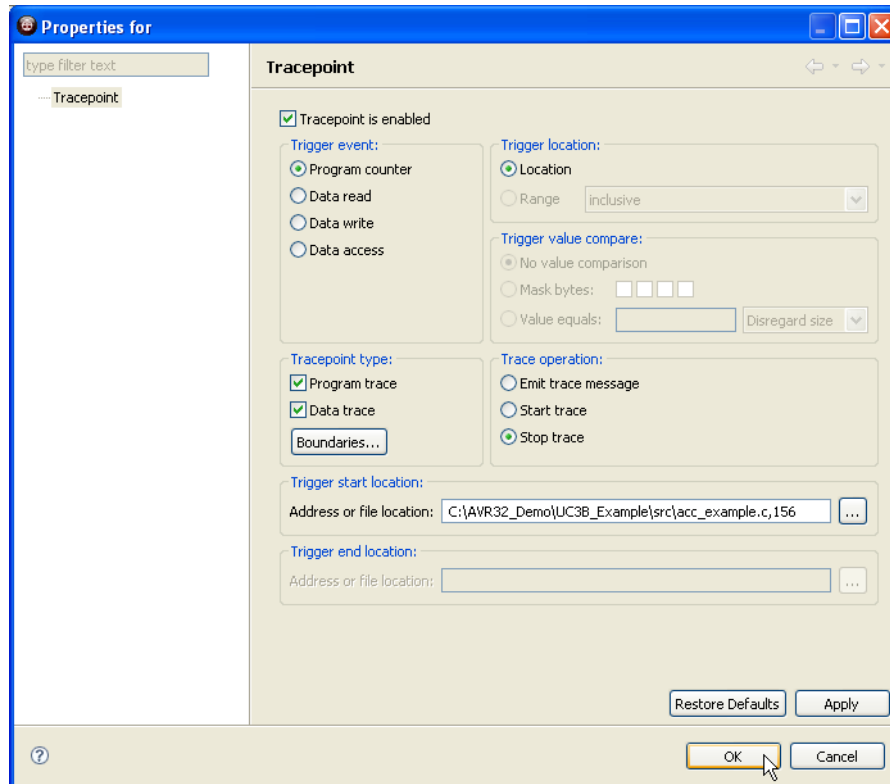 Properties for
type filter text
Tracepoint
Tracepoint
Tracepoint is enabled
Trigger event:
Program counter
Data read
Data write
Data access
Trigger location:
Location
Range inclusive
Trigger value compare:
No value comparison
Mask bytes:
Value equals: Disregard size
Tracepoint type:
Program trace
Data trace
Boundaries...
Trace operation:
Emit trace message
Start trace
Stop trace
Trigger start location:
Address or file location: C:\AVR32_Demo\UC3B_Example\src\acc_example.c,156 ...
Trigger end location:
Address or file location: ...
Restore Defaults Apply
? OK Cancel